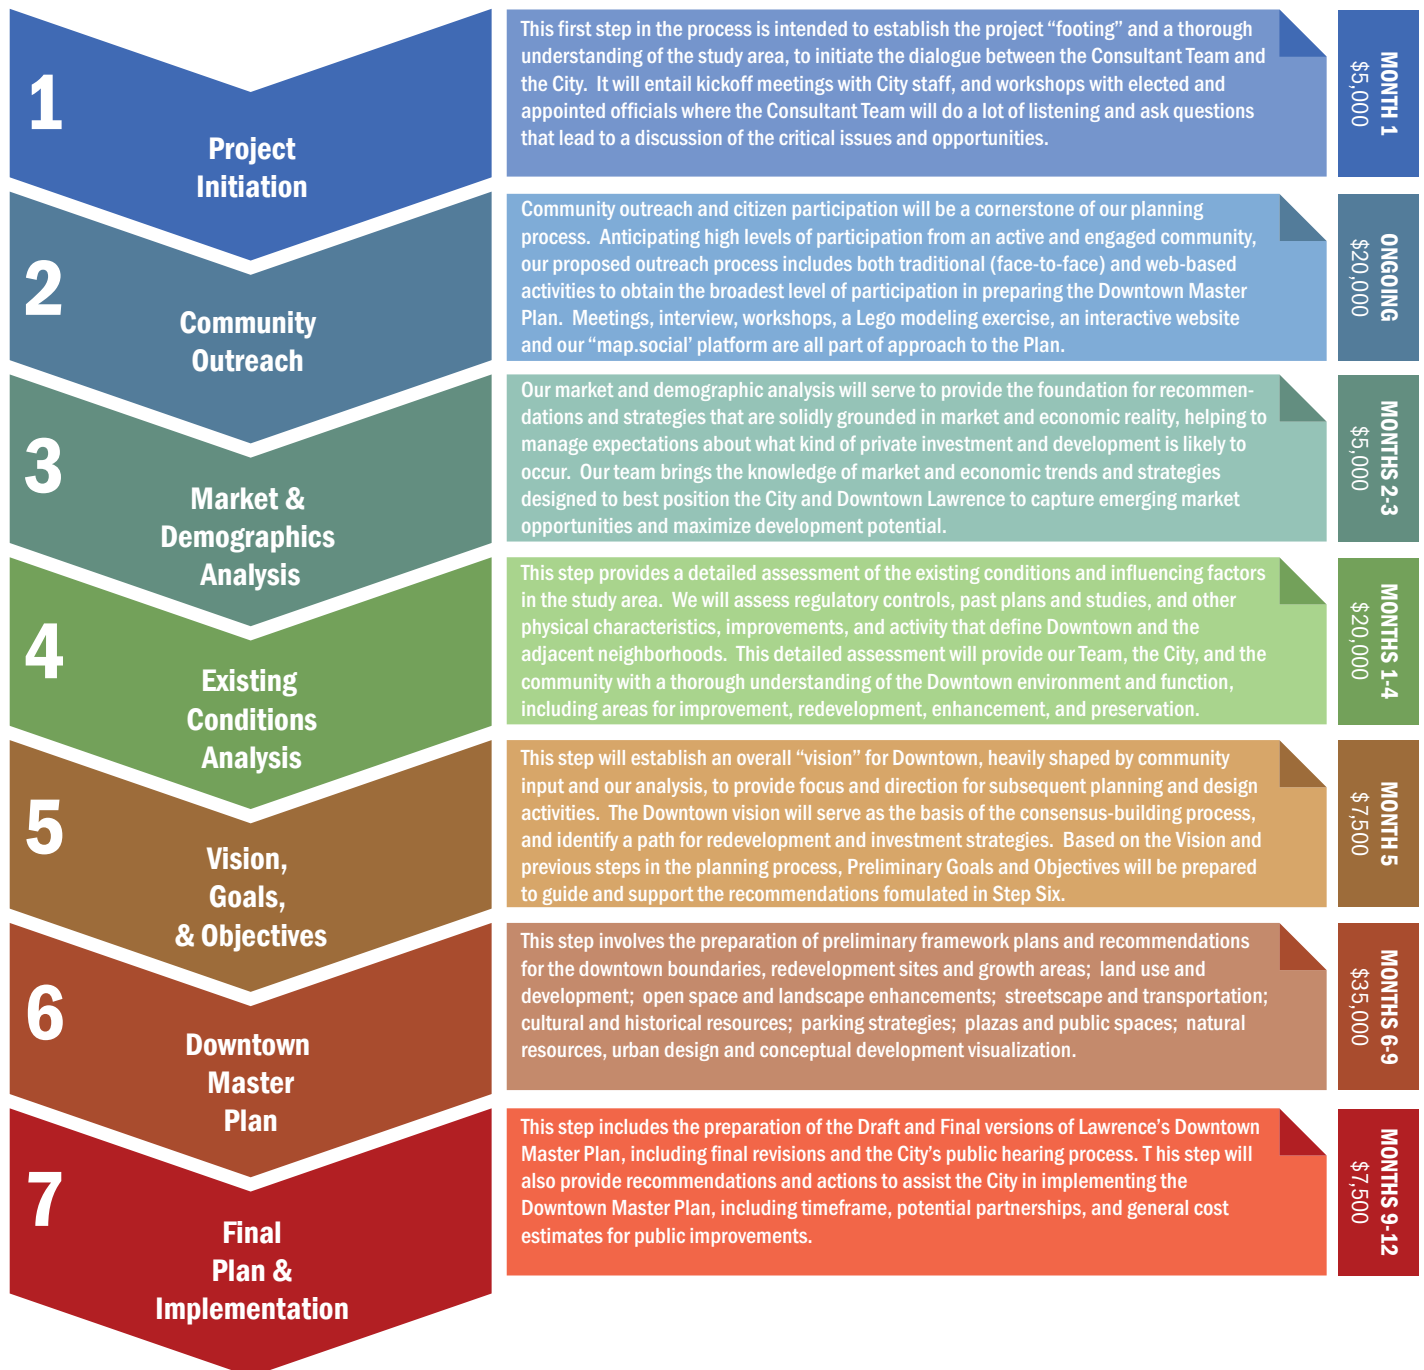 1
Project
Initiation
This first step in the process is intended to establish the project “footing” and a thorough
understanding of the study area, to initiate the dialogue between the Consultant Team and
the City.  It will entail kickoff meetings with City staff, and workshops with elected and
appointed officials where the Consultant Team will do a lot of listening and ask questions
that lead to a discussion of the critical issues and opportunities.
MONTH 1
$5,000
2
Community
Outreach
Community outreach and citizen participation will be a cornerstone of our planning
process.  Anticipating high levels of participation from an active and engaged community,
our proposed outreach process includes both traditional (face-to-face) and web-based
activities to obtain the broadest level of participation in preparing the Downtown Master
Plan.  Meetings, interview, workshops, a Lego modeling exercise, an interactive website
and our “map.social’ platform are all part of approach to the Plan.
ONGOING
$20,000
3
Market &
Demographics
Analysis
Our market and demographic analysis will serve to provide the foundation for recommen-
dations and strategies that are solidly grounded in market and economic reality, helping to
manage expectations about what kind of private investment and development is likely to
occur.  Our team brings the knowledge of market and economic trends and strategies
designed to best position the City and Downtown Lawrence to capture emerging market
opportunities and maximize development potential.
MONTHS 2-3
$5,000
4
Existing
Conditions
Analysis
This step provides a detailed assessment of the existing conditions and influencing factors
in the study area.  We will assess regulatory controls, past plans and studies, and other
physical characteristics, improvements, and activity that define Downtown and the
adjacent neighborhoods.  This detailed assessment will provide our Team, the City, and the
community with a thorough understanding of the Downtown environment and function,
including areas for improvement, redevelopment, enhancement, and preservation.
MONTHS 1-4
$20,000
5
Vision,
Goals,
& Objectives
This step will establish an overall “vision” for Downtown, heavily shaped by community
input and our analysis, to provide focus and direction for subsequent planning and design
activities.  The Downtown vision will serve as the basis of the consensus-building process,
and identify a path for redevelopment and investment strategies.  Based on the Vision and
previous steps in the planning process, Preliminary Goals and Objectives will be prepared
to guide and support the recommendations fomulated in Step Six.
MONTH 5
$7,500
6
Downtown
Master
Plan
This step involves the preparation of preliminary framework plans and recommendations
for the downtown boundaries, redevelopment sites and growth areas;  land use and
development;  open space and landscape enhancements;  streetscape and transportation;
cultural and historical resources;  parking strategies;  plazas and public spaces;  natural
resources, urban design and conceptual development visualization.
MONTHS 6-9
$35,000
7
Final
Plan &
Implementation
This step includes the preparation of the Draft and Final versions of Lawrence’s Downtown
Master Plan, including final revisions and the City’s public hearing process. T his step will
also provide recommendations and actions to assist the City in implementing the
Downtown Master Plan, including timeframe, potential partnerships, and general cost
estimates for public improvements.
MONTHS 9-12
$7,500